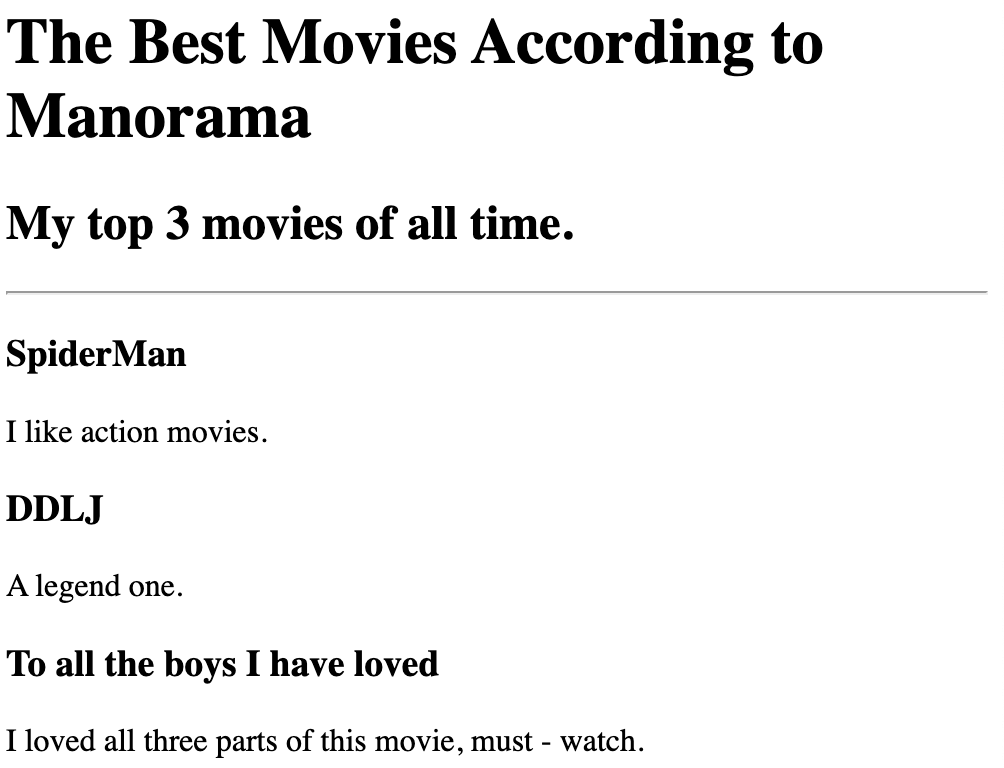 The Best Movies According to
Manorama
My top 3 movies of all time.
SpiderMan
I like action movies.
DDLJ
A legend one.
To all the boys I have loved
I loved all three parts of this movie, must - watch.